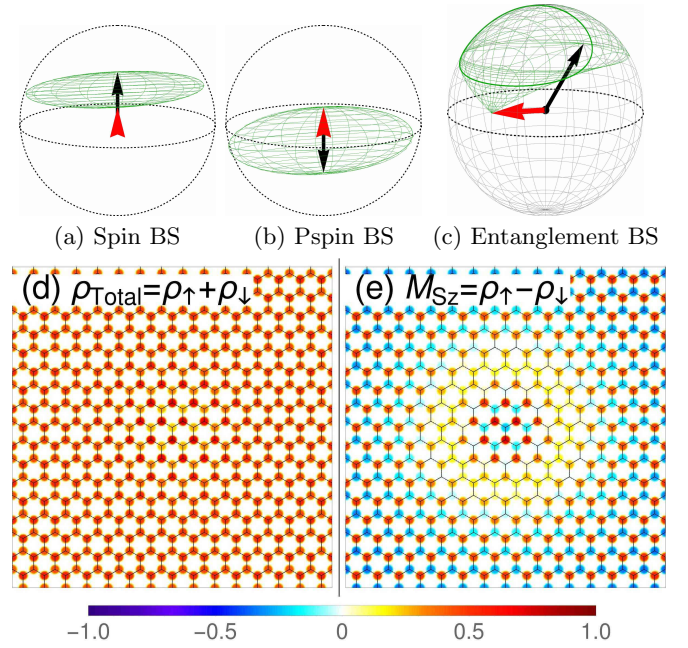 (a) Spin BS (b) Pspin BS (c) Entanglement BS
(d) ρTotal=ρ↑+ρ↓ (e) MSz=ρ↑−ρ↓
−1.0 −0.5 0 0.5 1.0